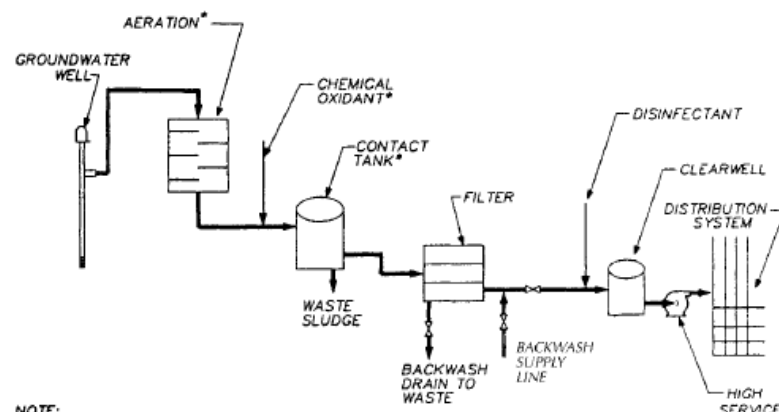 AERATION*
GROUNDWATER
WELL
CHEMICAL
OXIDANT*
CONTACT
TANK*
DISINFECTANT
CLEARWELL
FILTER
DISTRIBUTION
SYSTEM
WASTE
SLUDGE
BACKWASH
DRAIN TO
WASTE
BACKWASH
SUPPLY
LINE
HIGH
SERVICE
NOTE: